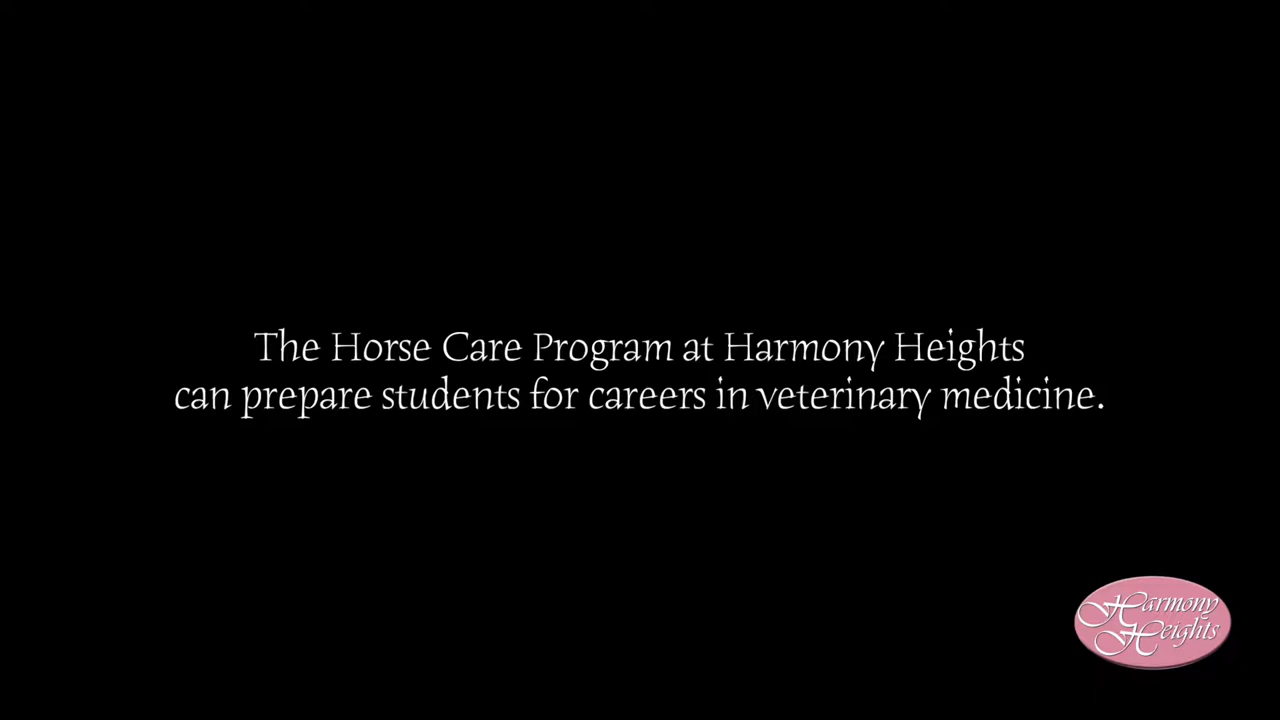 The Horse Care Program at Harmony Heights
can prepare students for careers in veterinary medicine.
Harmony
Heights